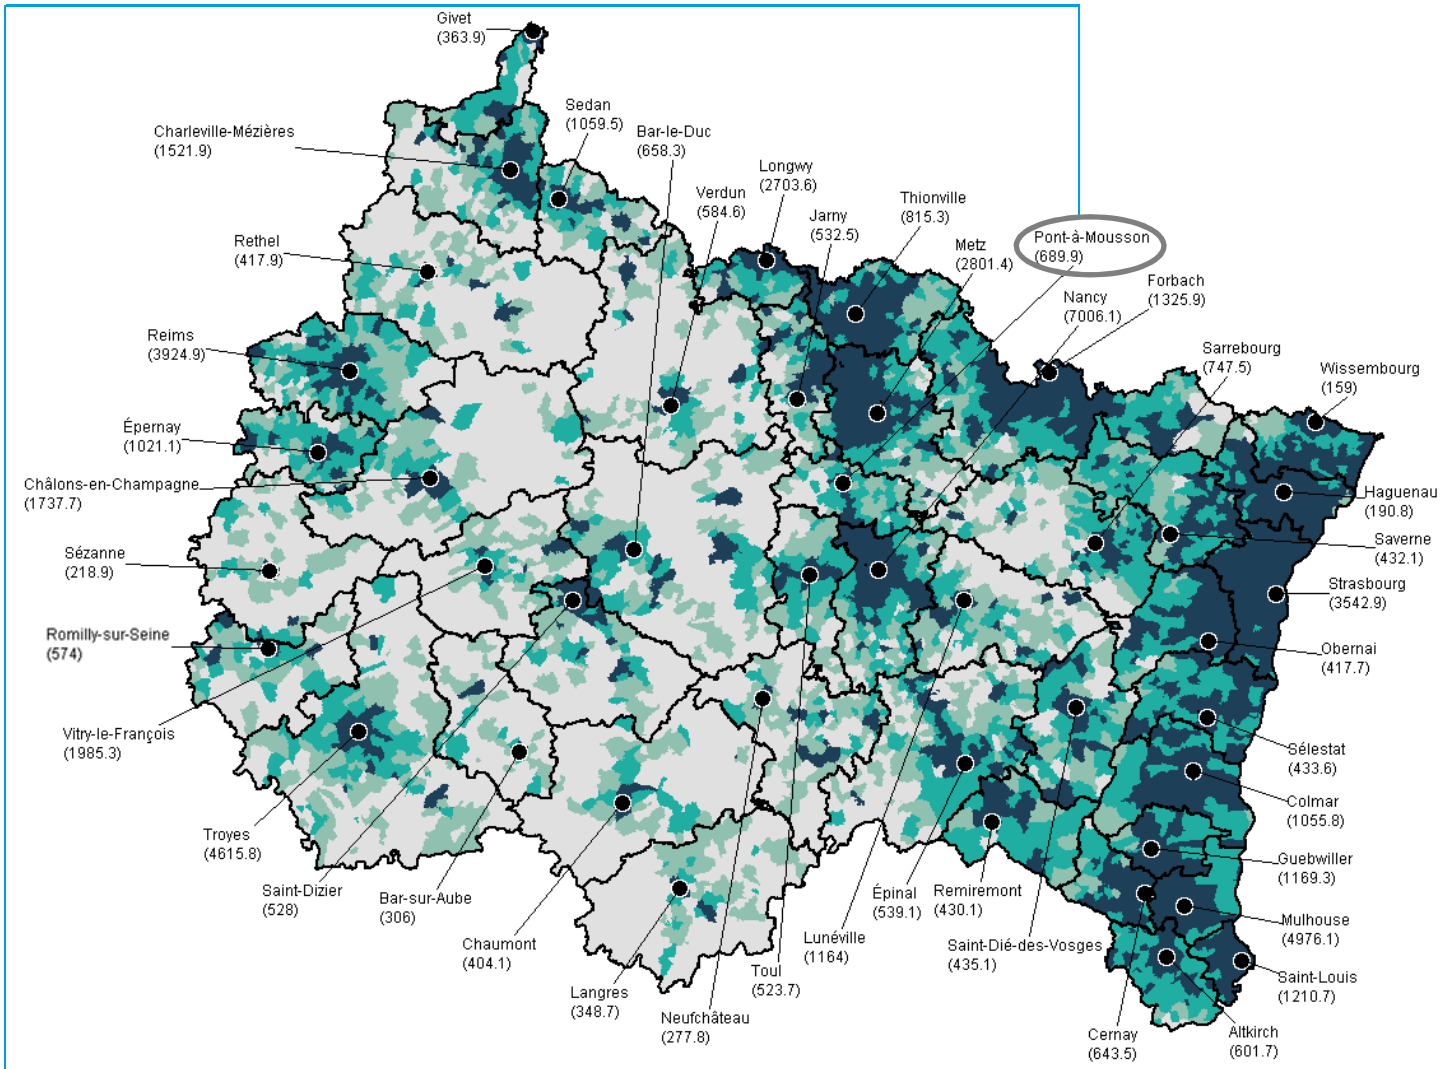 Givet
(363.9)
Sedan
(1059.5)
Charleville-Mézières
(1521.9)
Bar-le-Duc
(658.3)
Longwy
(2703.6)
Verdun
(584.6)
Thionville
(815.3)
Jarny
(532.5)
Metz
(2801.4)
Pont-à-Mousson
(689.9)
Rethel
(417.9)
Forbach
(1325.9)
Nancy
(7006.1)
Reims
(3924.9)
Sarrebourg
(747.5)
Wissembourg
(159)
Épernay
(1021.1)
Châlons-en-Champagne
(1737.7)
Haguenau
(190.8)
Saverne
(432.1)
Sézanne
(218.9)
Strasbourg
(3542.9)
Romilly-sur-Seine
(574)
Obernai
(417.7)
Vitry-le-François
(1985.3)
Sélestat
(433.6)
Colmar
(1055.8)
Troyes
(4615.8)
Guebwiller
(1169.3)
Saint-Dizier
(528)
Bar-sur-Aube
(306)
Épinal
(539.1)
Remiremont
(430.1)
Mulhouse
(4976.1)
Chaumont
(404.1)
Lunéville
(1164)
Saint-Dié-des-Vosges
(435.1)
Toul
(523.7)
Saint-Louis
(1210.7)
Langres
(348.7)
Neufchâteau
(277.8)
Cernay
(643.5)
Altkirch
(601.7)